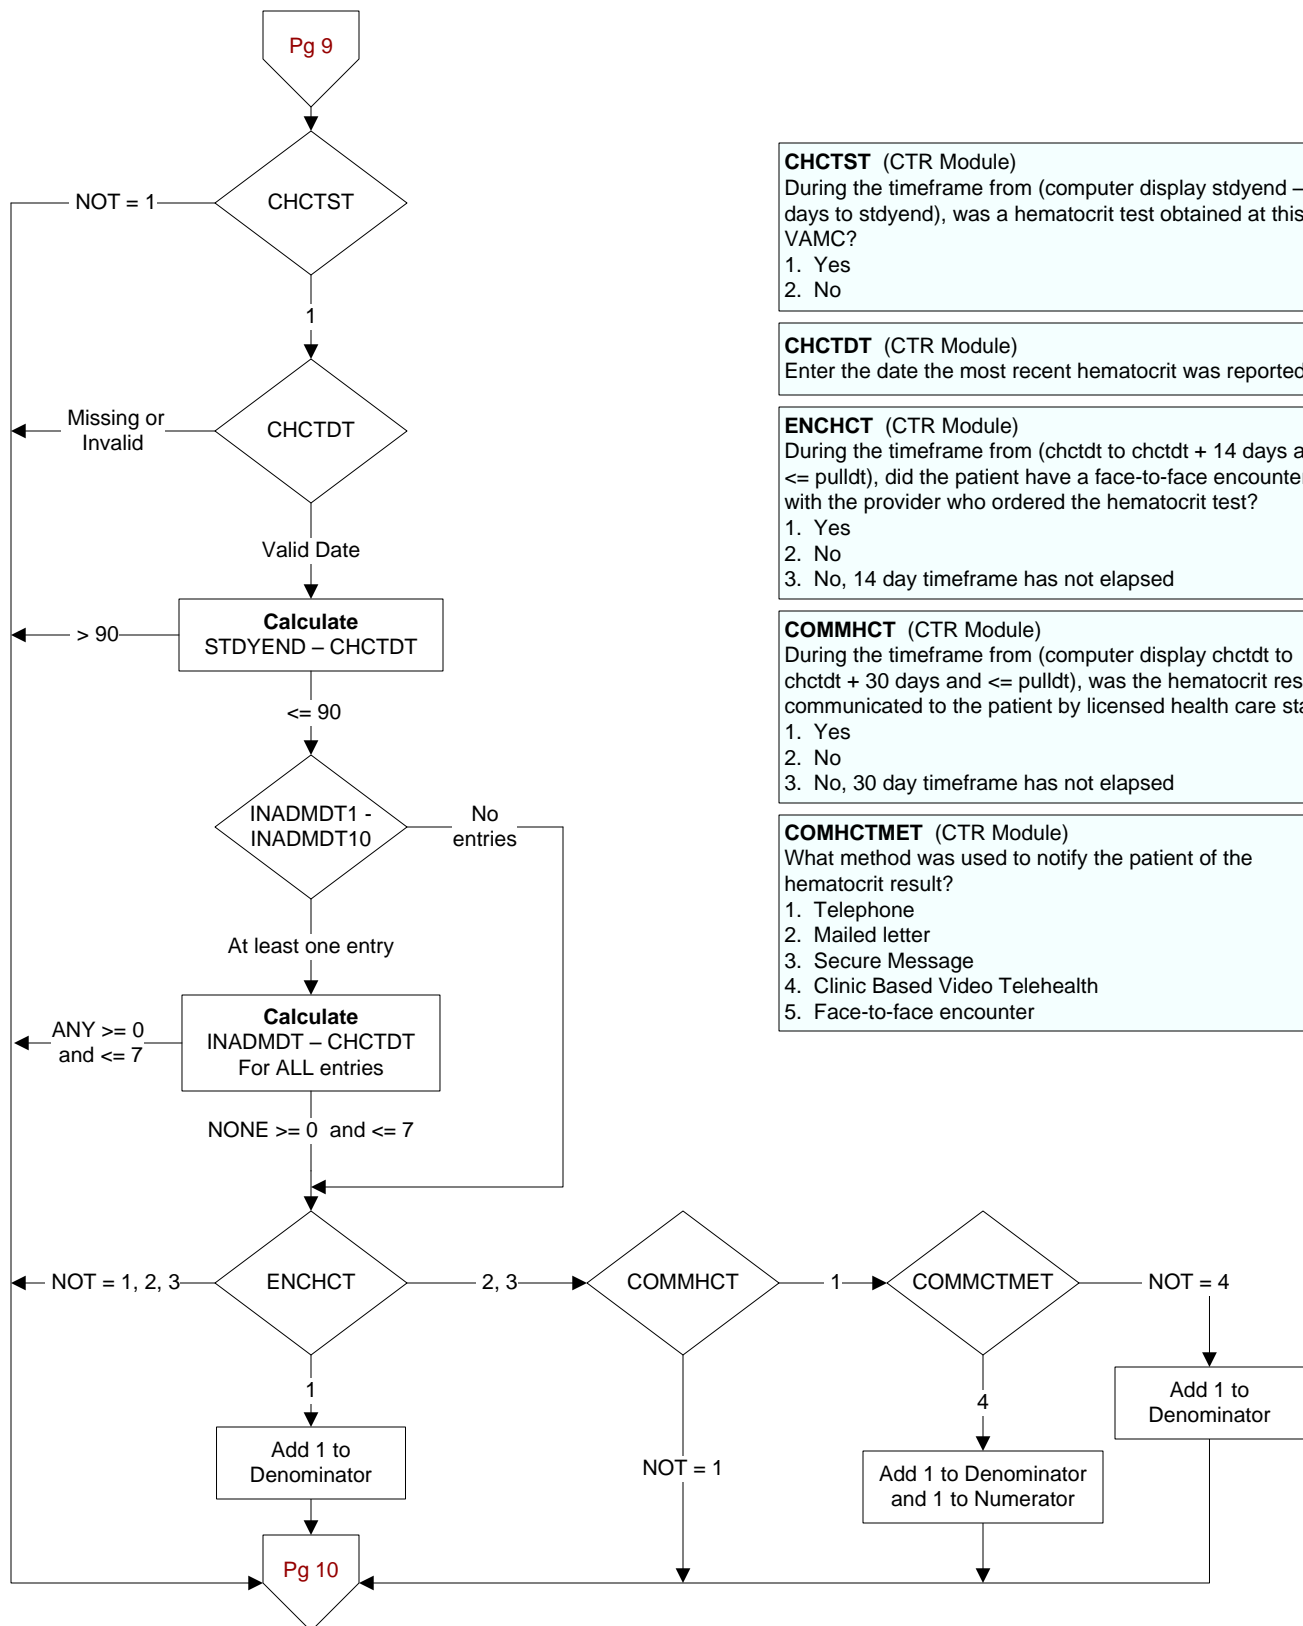 Pg 9
CHCTST
NOT = 1
1
CHCTDT
Missing or
Invalid
Valid Date
Calculate
STDYEND – CHCTDT
> 90
<= 90
INADMDT1 -
INADMDT10
No
entries
At least one entry
Calculate
INADMDT – CHCTDT
For ALL entries
ANY >= 0
and <= 7
NONE >= 0 and <= 7
ENCHCT
NOT = 1, 2, 3
2, 3
COMMHCT
1
COMMCTMET
NOT = 4
1
Add 1 to
Denominator
NOT = 1
4
Add 1 to Denominator
and 1 to Numerator
Add 1 to
Denominator
Pg 10
CHCTST (CTR Module)
During the timeframe from (computer display stdyend –
days to stdyend), was a hematocrit test obtained at this
VAMC?
1. Yes
2. No
CHCTDT (CTR Module)
Enter the date the most recent hematocrit was reported
ENCHCT (CTR Module)
During the timeframe from (chctdt to chctdt + 14 days
<= pulldt), did the patient have a face-to-face
with the provider who ordered the hematocrit test?
1. Yes
2. No
3. No, 14 day timeframe has not elapsed
COMMHCT (CTR Module)
During the timeframe from (computer display chctdt to
chctdt + 30 days and <= pulldt), was the hematocrit
communicated to the patient by licensed health care
1. Yes
2. No
3. No, 30 day timeframe has not elapsed
COMHCTMET (CTR Module)
What method was used to notify the patient of the
hematocrit result?
1. Telephone
2. Mailed letter
3. Secure Message
4. Clinic Based Video Telehealth
5. Face-to-face encounter